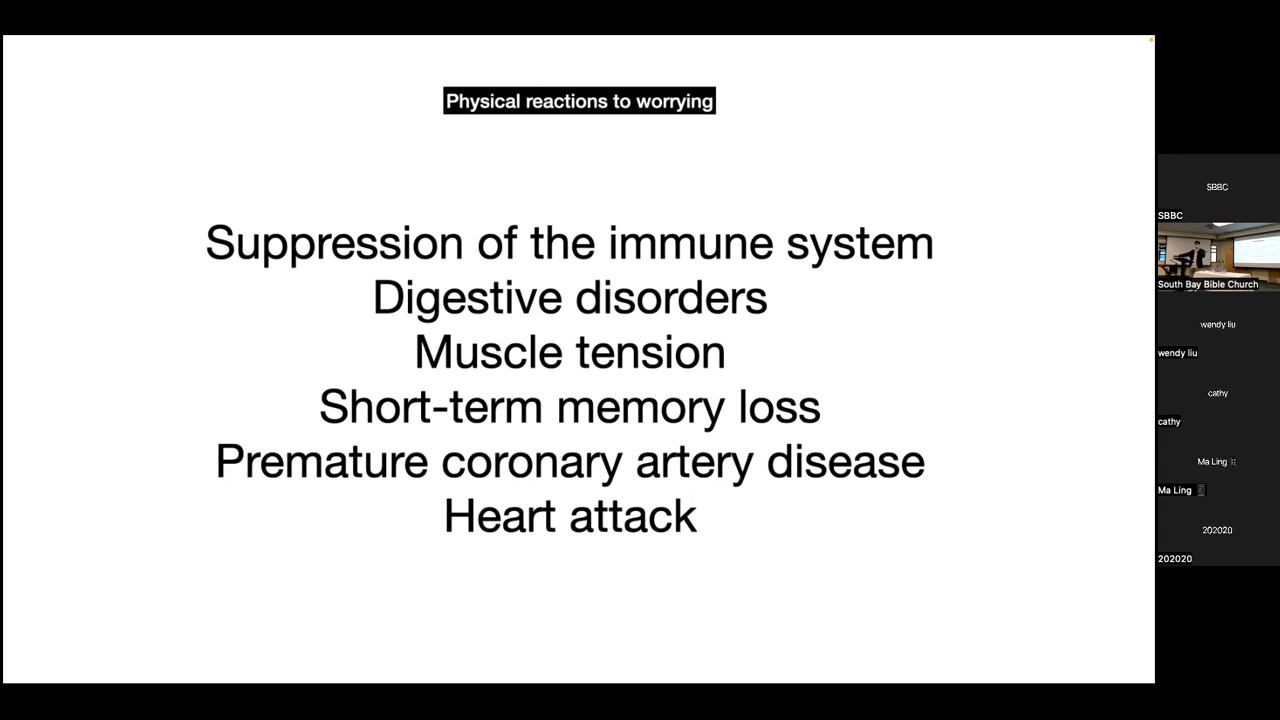 Physical reactions to worrying
Suppression of the immune system
Digestive disorders
Muscle tension
Short-term memory loss
Premature coronary artery disease
Heart attack
SBBC
SBBC
South Bay Bible Church
wendy liu
wendy liu
cathy
cathy
Ma Ling
Ma Ling
202020
202020